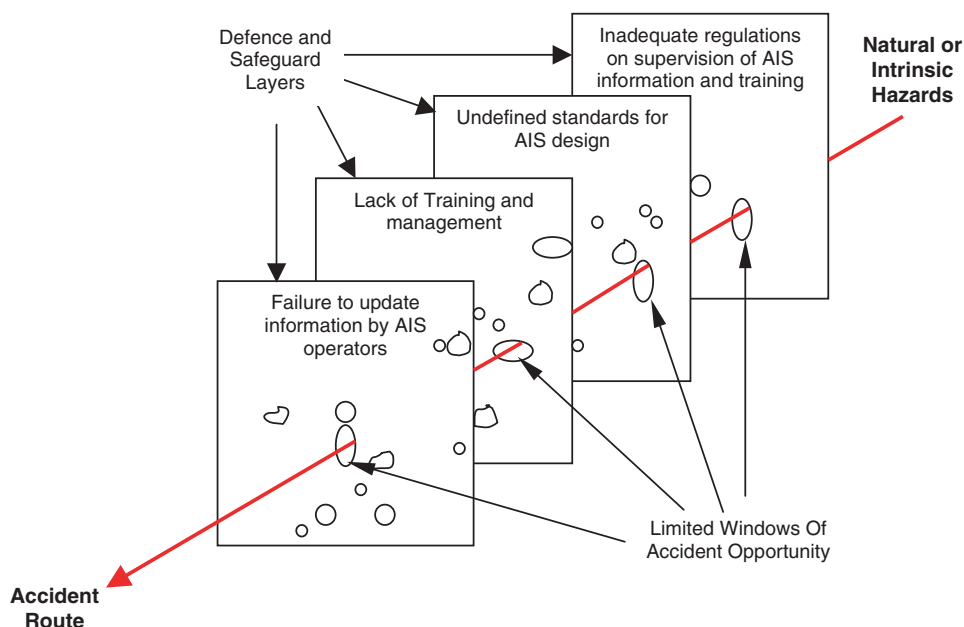 Defence and
Safeguard
Layers
Inadequate regulations
on supervision of AIS
information and training
Natural or
Intrinsic
Hazards
Undefined standards for
AIS design
Lack of Training and
management
Failure to update
information by AIS
operators
Limited Windows Of
Accident Opportunity
Accident
Route